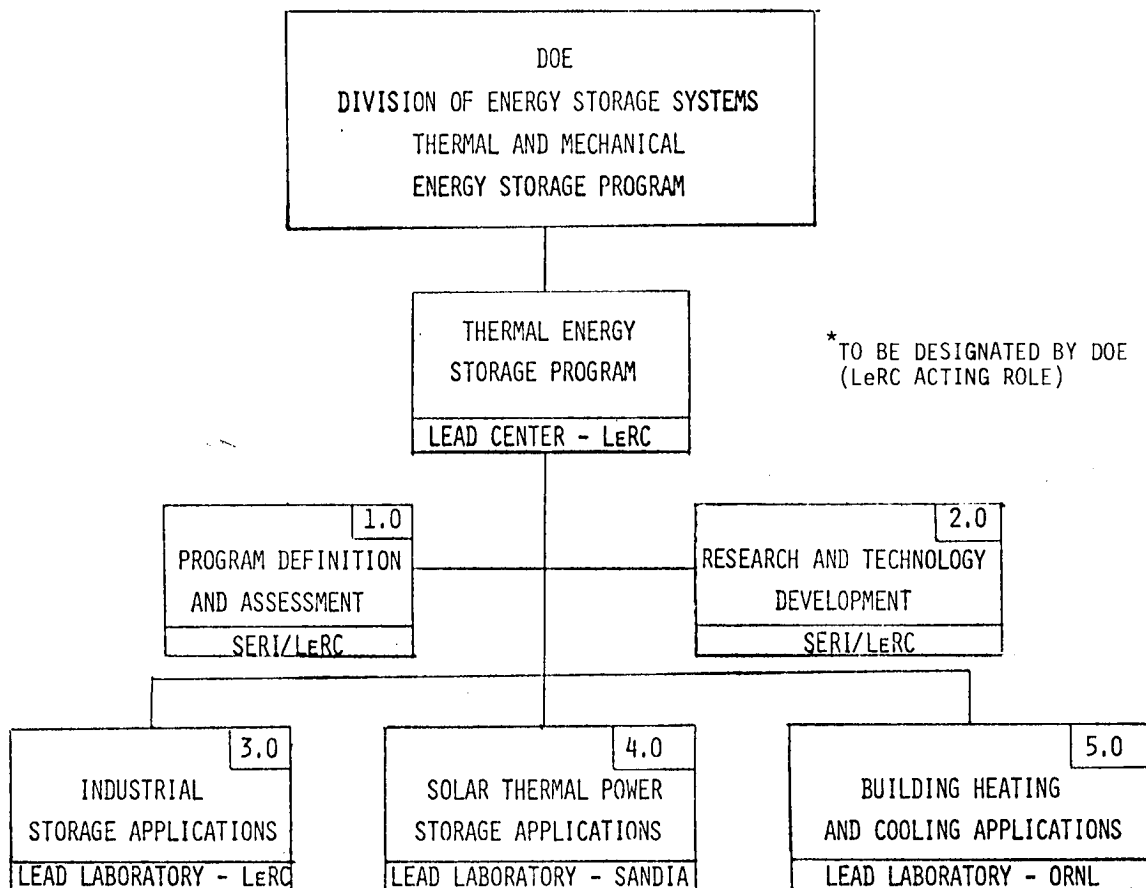 DOE
DIVISION OF ENERGY STORAGE SYSTEMS
THERMAL AND MECHANICAL
ENERGY STORAGE PROGRAM
THERMAL ENERGY
STORAGE PROGRAM
LEAD CENTER - LeRC
*TO BE DESIGNATED BY DOE
(LeRC ACTING ROLE)
1.0
PROGRAM DEFINITION
AND ASSESSMENT
SERI/LeRC
2.0
RESEARCH AND TECHNOLOGY
DEVELOPMENT
SERI/LeRC
3.0
INDUSTRIAL
STORAGE APPLICATIONS
LEAD LABORATORY - LeRC
4.0
SOLAR THERMAL POWER
STORAGE APPLICATIONS
LEAD LABORATORY - SANDIA
5.0
BUILDING HEATING
AND COOLING APPLICATIONS
LEAD LABORATORY - ORNL